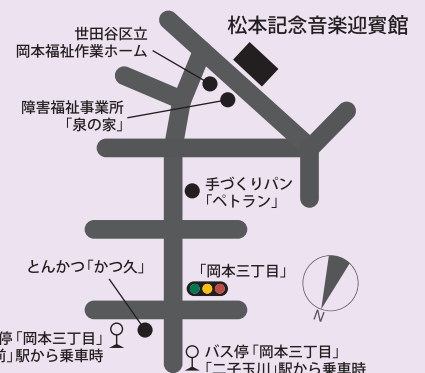 松本記念音楽迎賓館
世田谷区立
岡本福祉作業ホーム
障害福祉事業所
「泉の家」
手づくりパン
「ペトラン」
とんかつ「かつ久」
「岡本三丁目」
N
停「岡本三丁目」
前」駅から乗車時
バス停「岡本三丁目」
「二子玉川」駅から乗車時